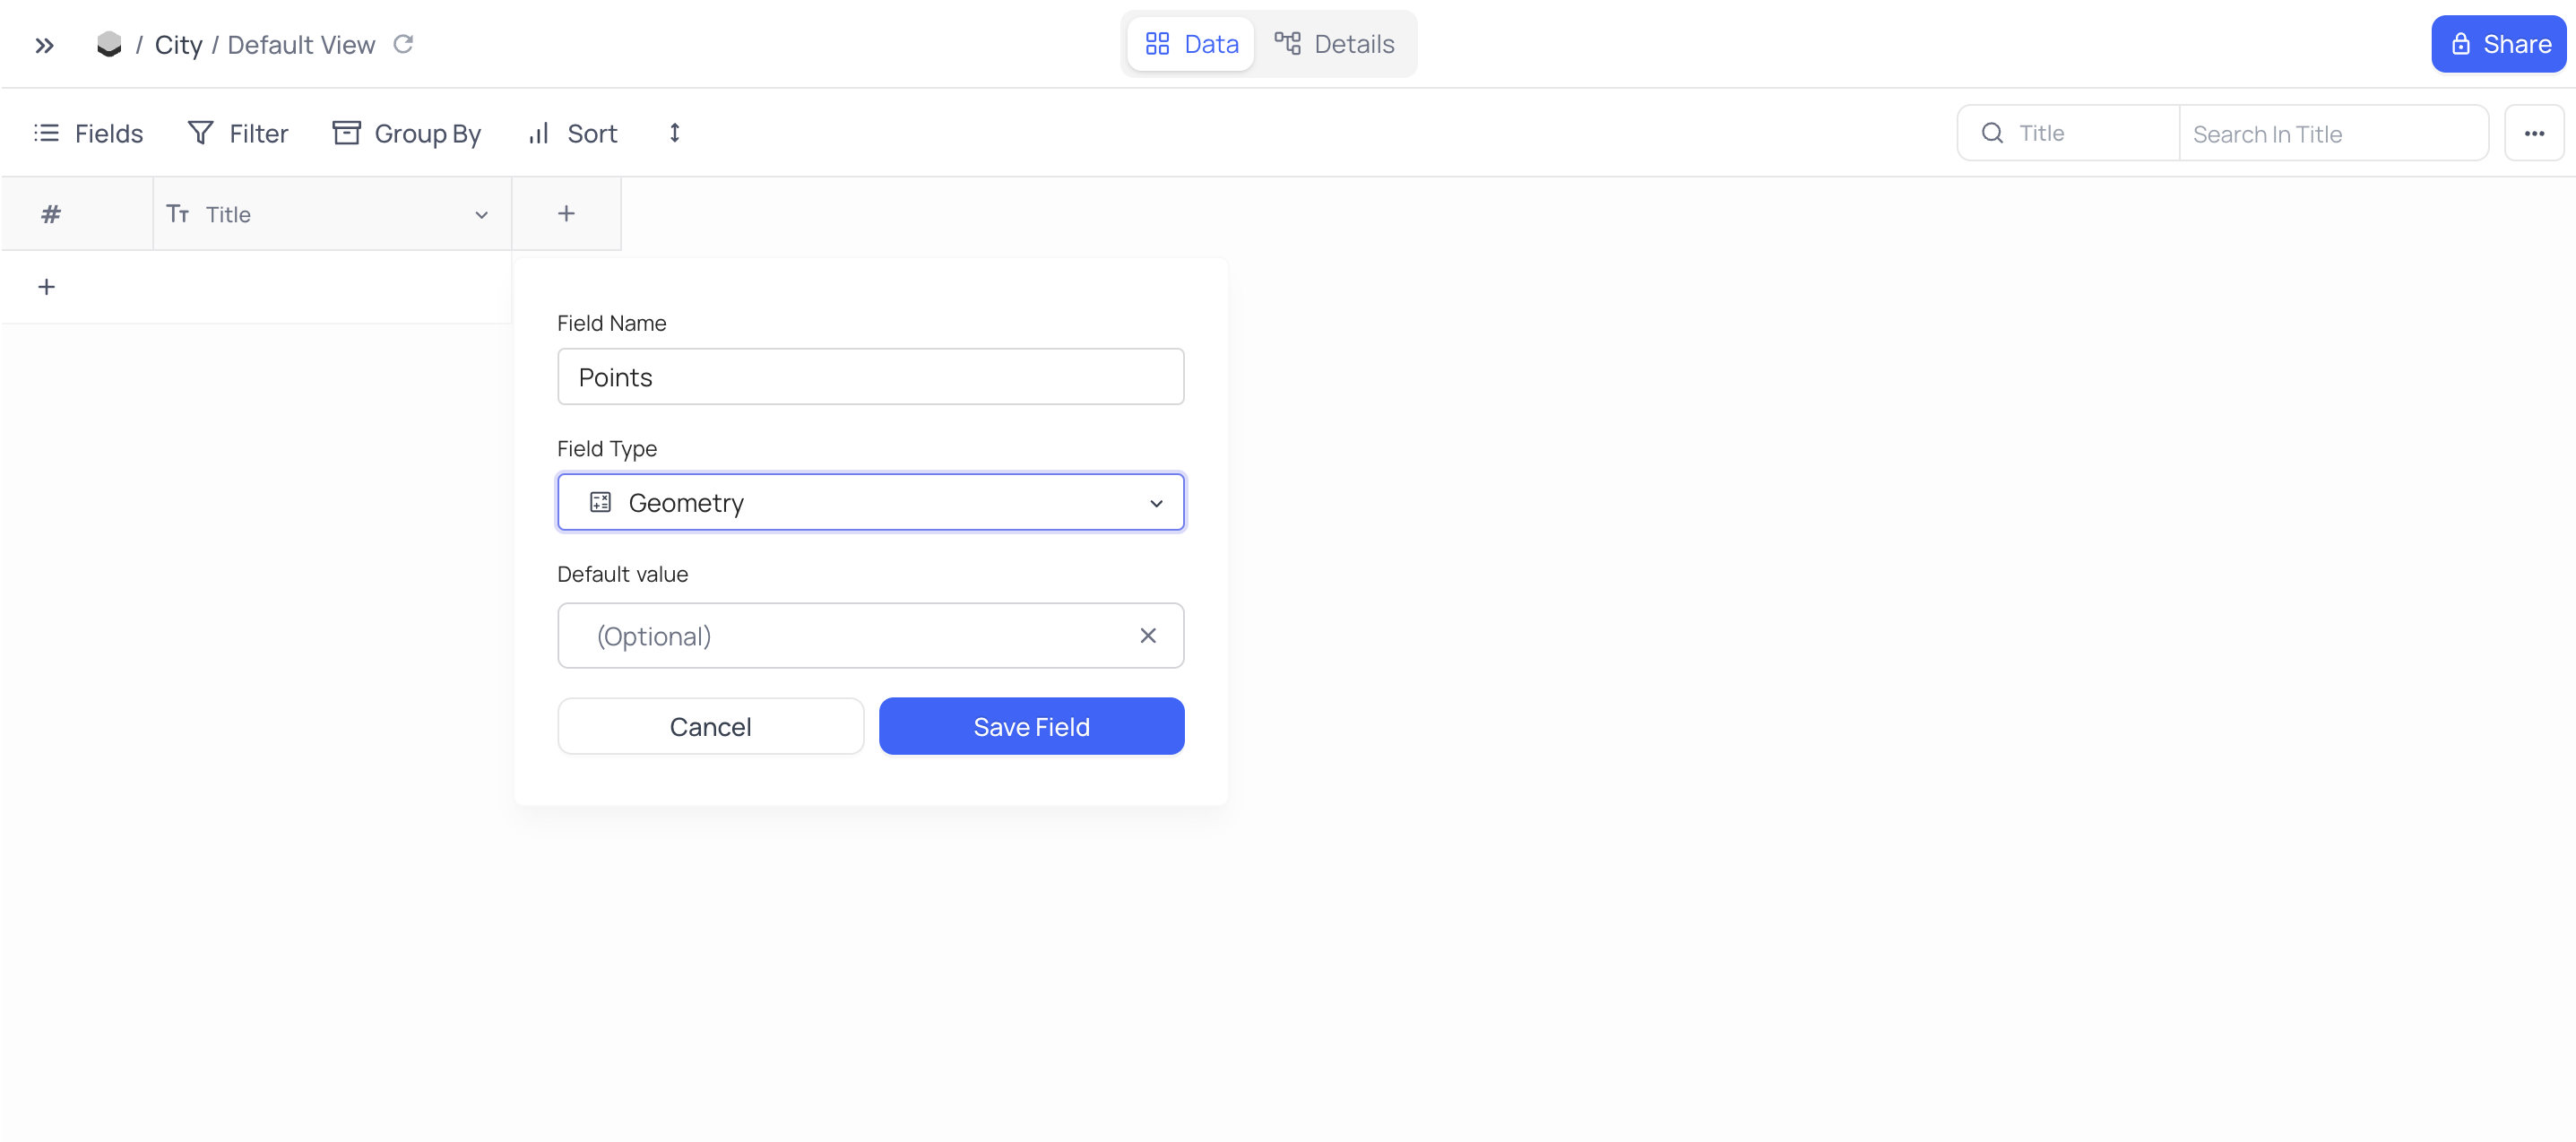 / City / Default View
Data
Details
Share
Fields
Filter
Group By
Sort
Title
Search In Title
# Tт Title
Field Name
Points
Field Type
Geometry
Default value
(Optional)
Cancel
Save Field